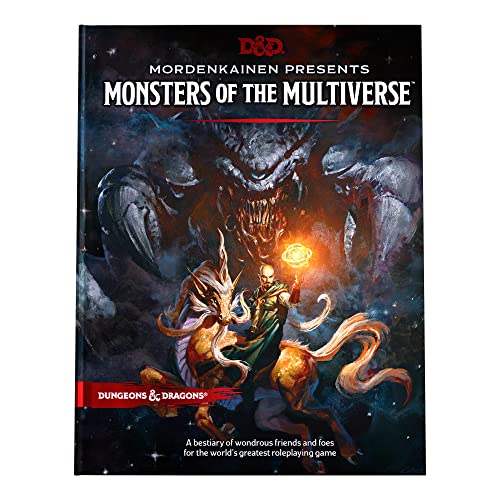 D&D
MORDENKAINEN PRESENTS
MONSTERS OF THE MULTIVERSE™
DUNGEONS & DRAGONS®
A bestiary of wondrous friends and foes
for the world's greatest roleplaying game